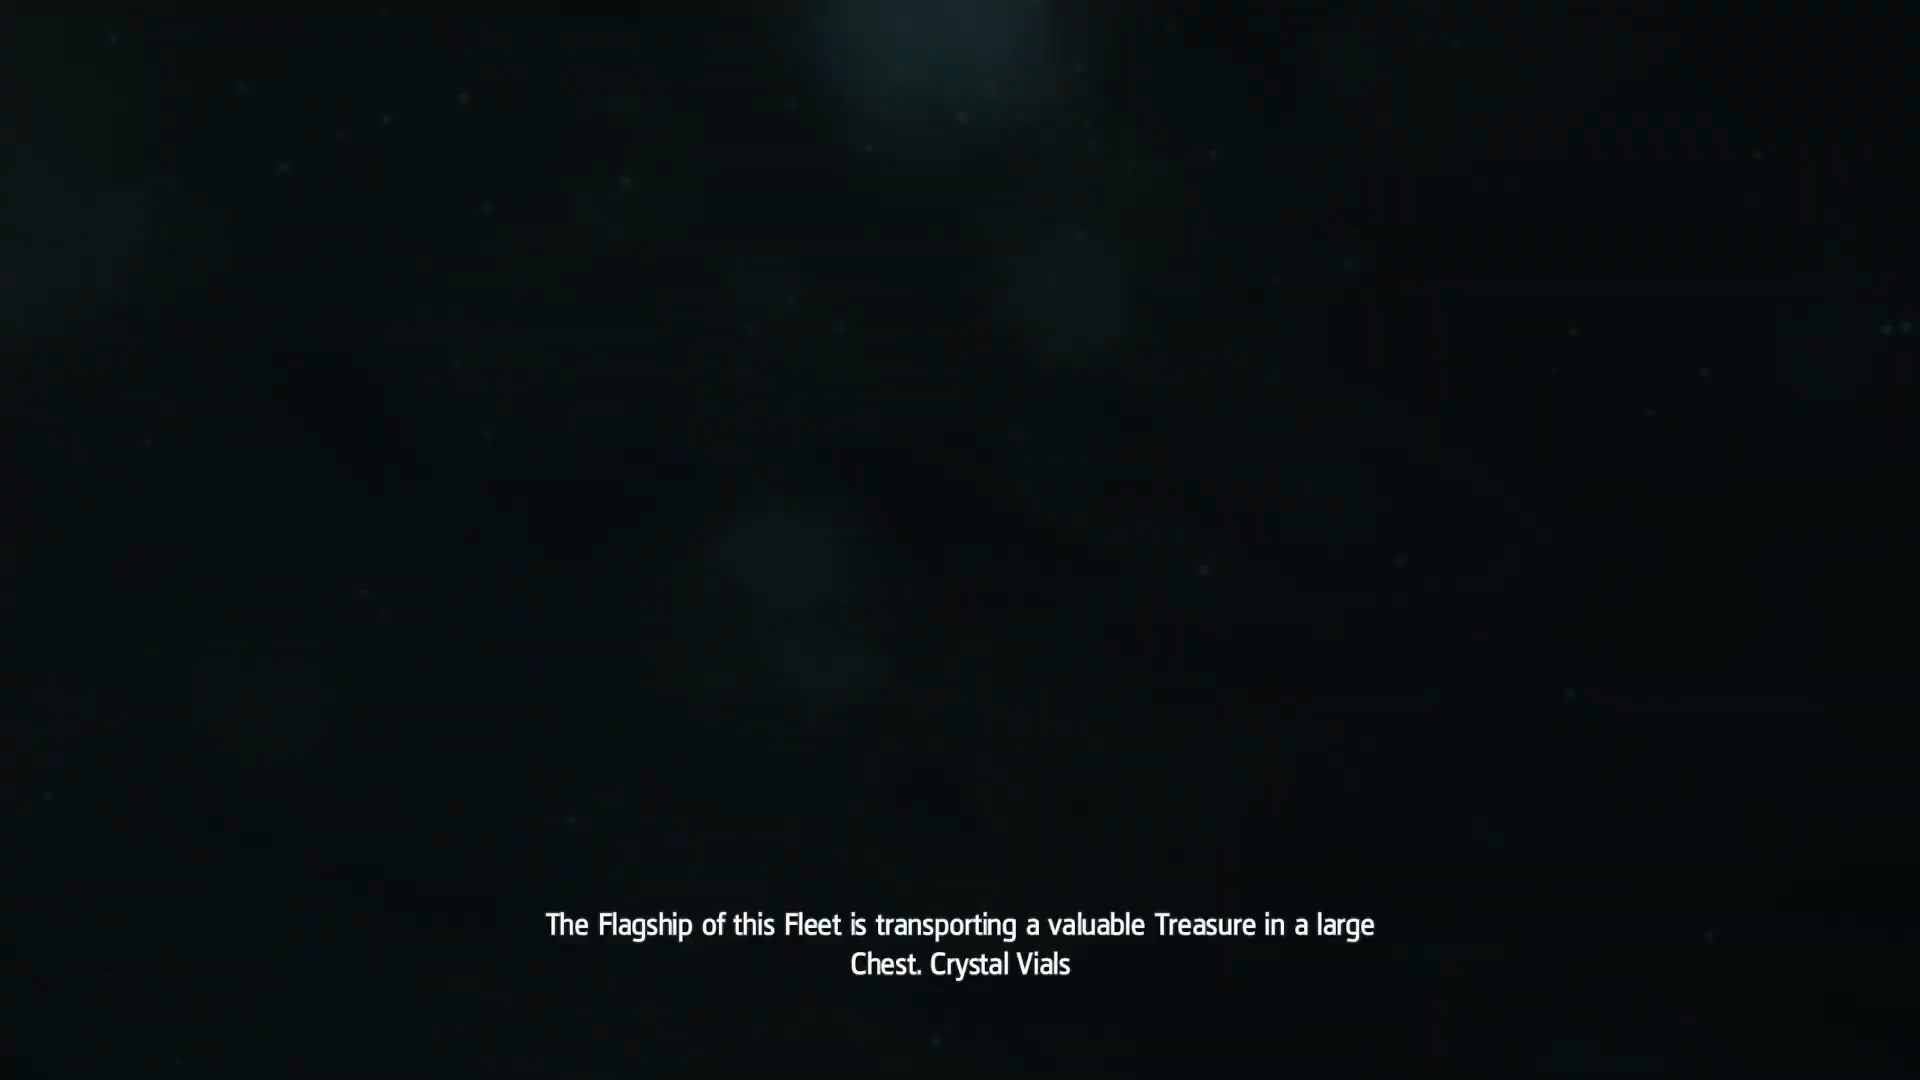 The Flagship of this Fleet is transporting a valuable Treasure in a large
Chest. Crystal Vials